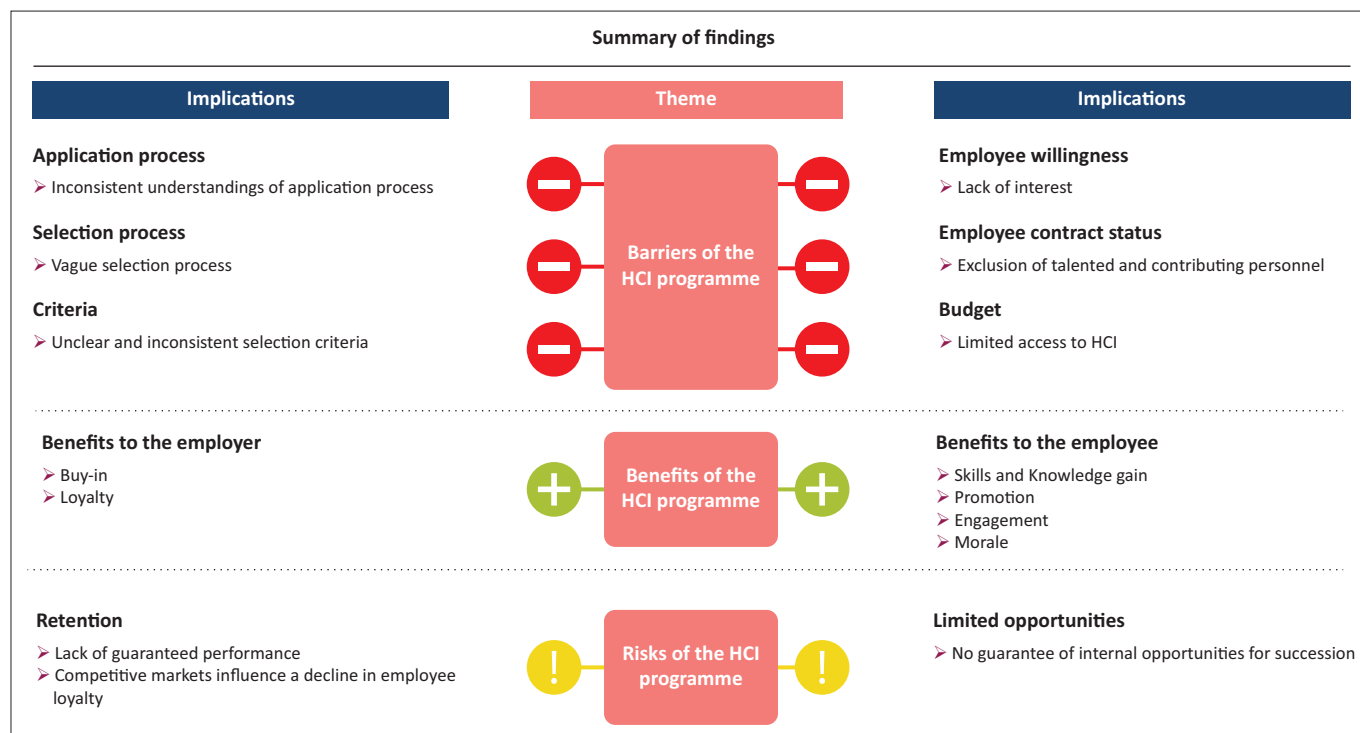 Summary of findings
Implications
Theme
Implications
Application process
Inconsistent understandings of application process
Selection process
Vague selection process
Criteria
Unclear and inconsistent selection criteria
Barriers of the
HCI programme
Employee willingness
Lack of interest
Employee contract status
Exclusion of talented and contributing personnel
Budget
Limited access to HCI
Benefits to the employer
Buy-in
Loyalty
Benefits of the
HCI programme
Benefits to the employee
Skills and Knowledge gain
Promotion
Engagement
Morale
Retention
Lack of guaranteed performance
Competitive markets influence a decline in employee
loyalty
Risks of the HCI
programme
Limited opportunities
No guarantee of internal opportunities for succession